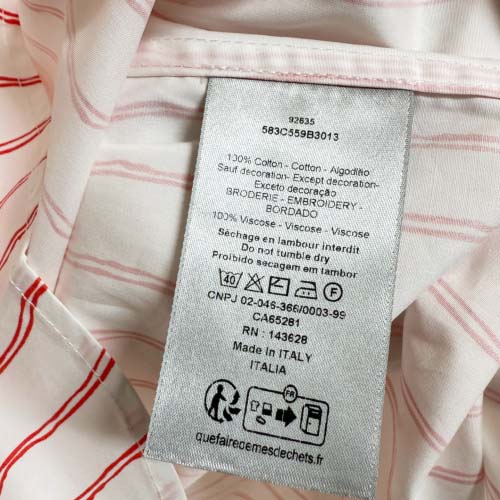 92635
583C559B3013
100% Cotton - Cotton - Algodão
Sauf decoration- Except decoration-
Exceto decoração
BRODERIE - EMBROIDERY -
BORDADO
100% Viscose - Viscose - Viscose
Séchage en tambour interdit
Do not tumble dry
Proibido secagem em tambor
40 F
CNPJ 02-046-366/0003-99
CA65281
RN : 143628
Made in ITALY
ITALIA
FR
quefairedemesdechets.fr